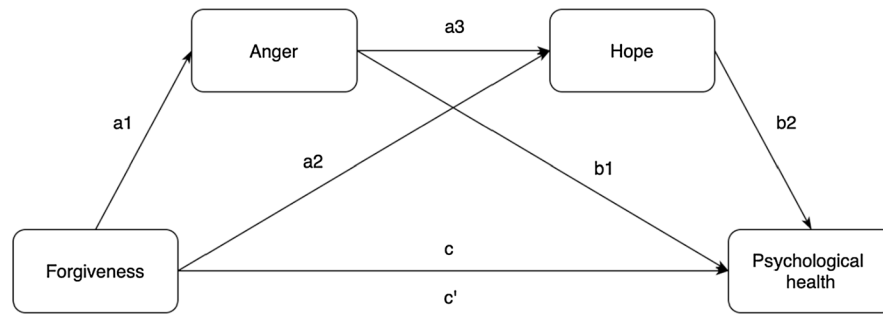 a3
Anger
Hope
a1
b2
a2
b1
c
Forgiveness
Psychological
health
c'